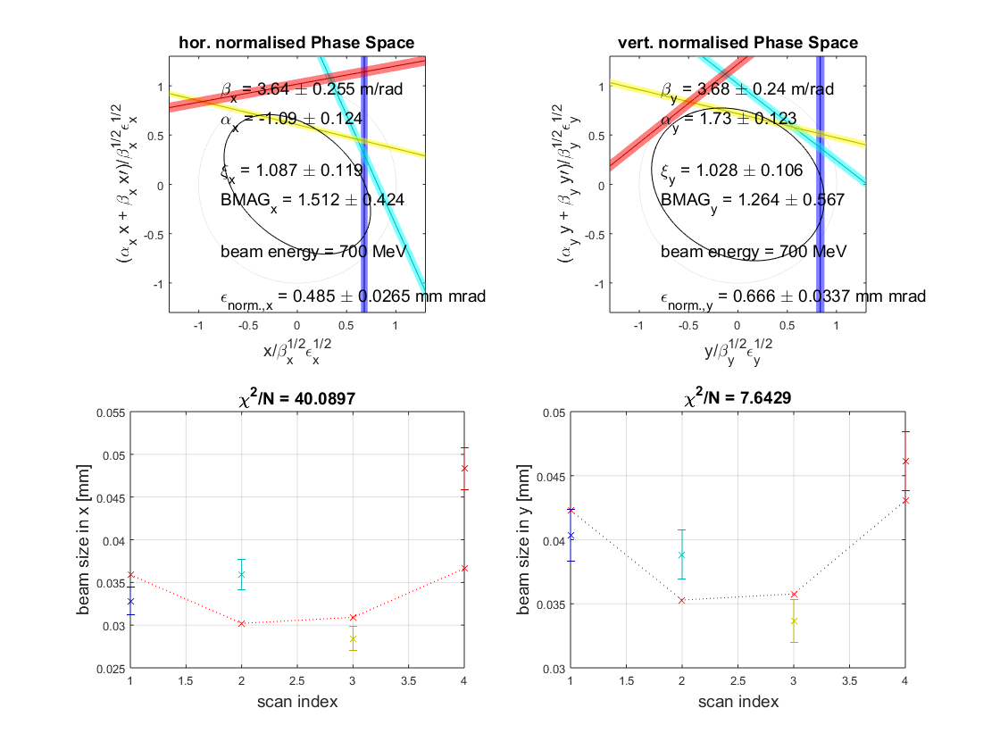 hor. normalised Phase Space
(α_x x + β_x x′)/β_x^1/2 ϵ_x^1/2
1
0.5
0
-0.5
-1
β_x = 3.64 ± 0.255 m/rad
α_x = -1.09 ± 0.124
ξ_x = 1.087 ± 0.119
BMAG_x = 1.512 ± 0.424
beam energy = 700 MeV
ϵ_norm.,x = 0.485 ± 0.0265 mm mrad
-1 -0.5 0 0.5 1
x/β_x^1/2 ϵ_x^1/2
vert. normalised Phase Space
(α_y y + β_y y′)/β_y^1/2 ϵ_y^1/2
1
0.5
0
-0.5
-1
β_y = 3.68 ± 0.24 m/rad
α_y = 1.73 ± 0.123
ξ_y = 1.028 ± 0.106
BMAG_y = 1.264 ± 0.567
beam energy = 700 MeV
ϵ_norm.,y = 0.666 ± 0.0337 mm mrad
-1 -0.5 0 0.5 1
y/β_y^1/2 ϵ_y^1/2
χ^2/N = 40.0897
beam size in x [mm]
0.055
0.05
0.045
0.04
0.035
0.03
0.025
1 1.5 2 2.5 3 3.5 4
scan index
χ^2/N = 7.6429
beam size in y [mm]
0.05
0.045
0.04
0.035
0.03
1 1.5 2 2.5 3 3.5 4
scan index